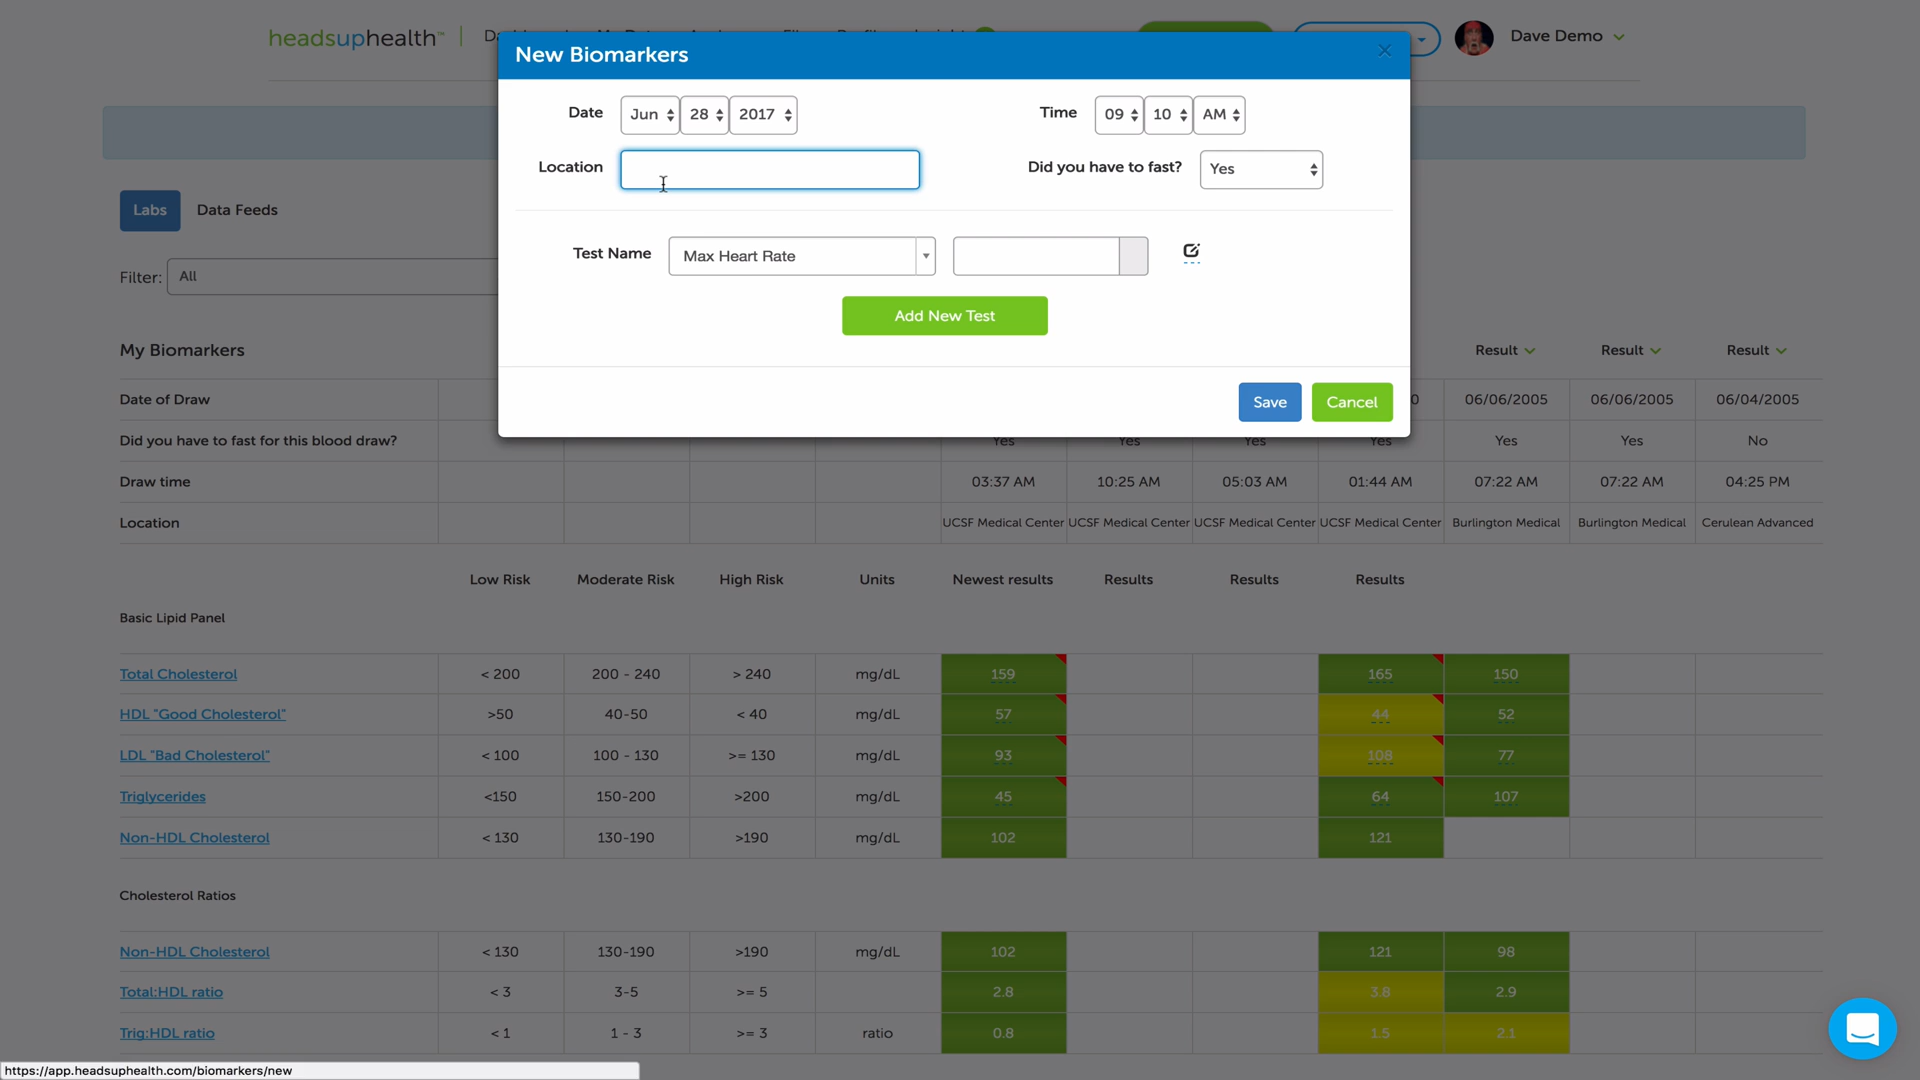 headsuphealth™
Dave Demo
New Biomarkers
×
Date Jun 28 2017 Time 09 10 AM
Location Did you have to fast? Yes
Labs Data Feeds
Test Name Max Heart Rate
Filter: All
Add New Test
My Biomarkers Result Result Result
Save Cancel
Date of Draw 0 06/06/2005 06/06/2005 06/04/2005
Did you have to fast for this blood draw? Yes Yes Yes Yes Yes Yes No
Draw time 03:37 AM 10:25 AM 05:03 AM 01:44 AM 07:22 AM 07:22 AM 04:25 PM
Location UCSF Medical Center UCSF Medical Center UCSF Medical Center UCSF Medical Center Burlington Medical Burlington Medical Cerulean Advanced
Low Risk Moderate Risk High Risk Units Newest results Results Results Results
Basic Lipid Panel
Total Cholesterol < 200 200 - 240 > 240 mg/dL 159 165 150
HDL "Good Cholesterol" >50 40-50 < 40 mg/dL 57 44 52
LDL "Bad Cholesterol" < 100 100 - 130 >= 130 mg/dL 93 108 77
Triglycerides <150 150-200 >200 mg/dL 45 64 107
Non-HDL Cholesterol < 130 130-190 >190 mg/dL 102 121
Cholesterol Ratios
Non-HDL Cholesterol < 130 130-190 >190 mg/dL 102 121 98
Total:HDL ratio < 3 3-5 >= 5 2.8 3.8 2.9
Trig:HDL ratio < 1 1 - 3 >= 3 ratio 0.8 1.5 2.1
https://app.headsuphealth.com/biomarkers/new